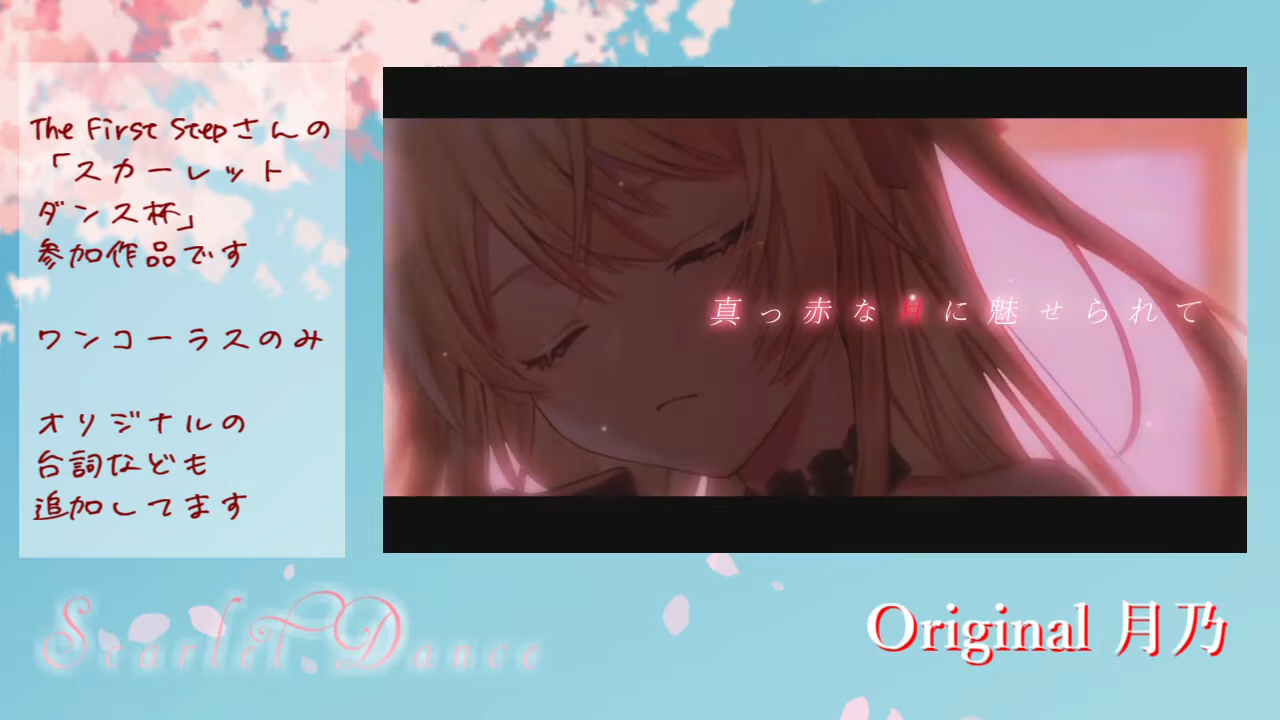 The First Stepさんの
「スカーレット
ダンス杯」
参加作品です
ワンコーラスのみ
オリジナルの
台詞なども
追加してます
真っ赤な月に魅せられて
Scarlet Dance
Original 月乃